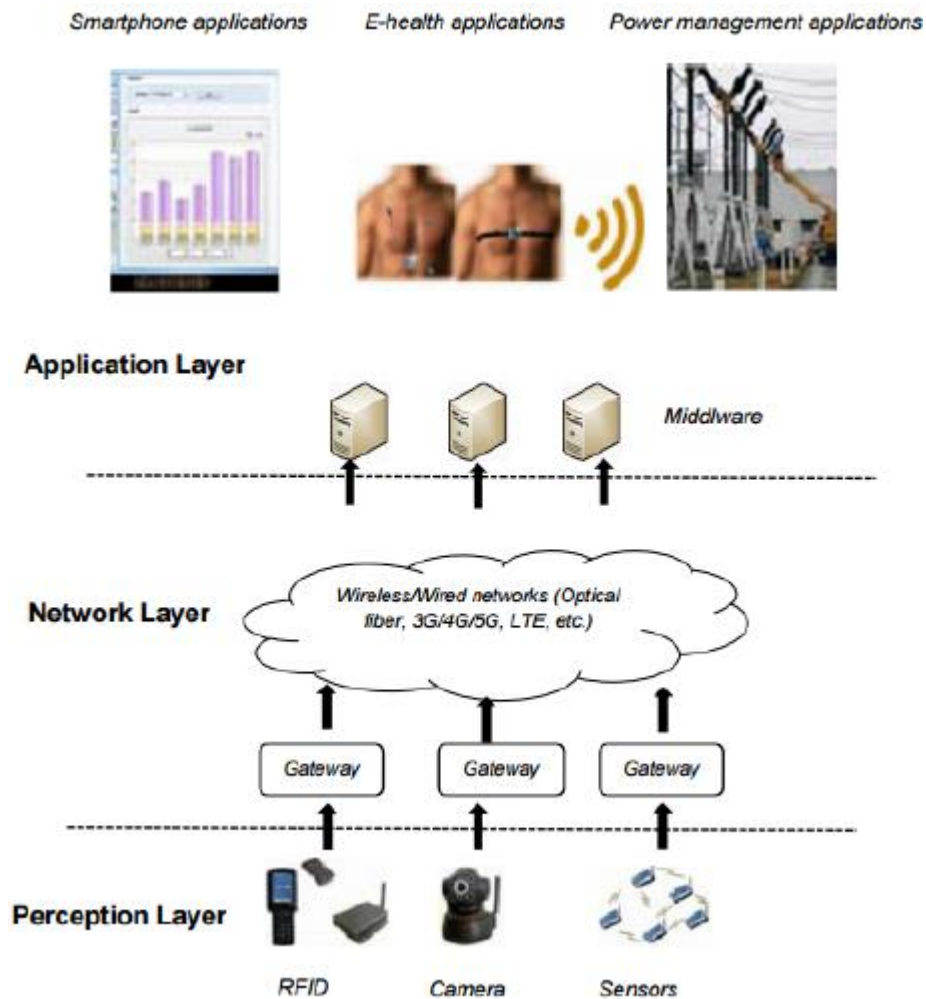 Smartphone applications
E-health applications
Power management applications
Application Layer
Middlware
Network Layer
Wireless/Wired networks (Optical
fiber, 3G/4G/5G, LTE, etc.)
Gateway
Gateway
Gateway
Perception Layer
RFID
Camera
Sensors